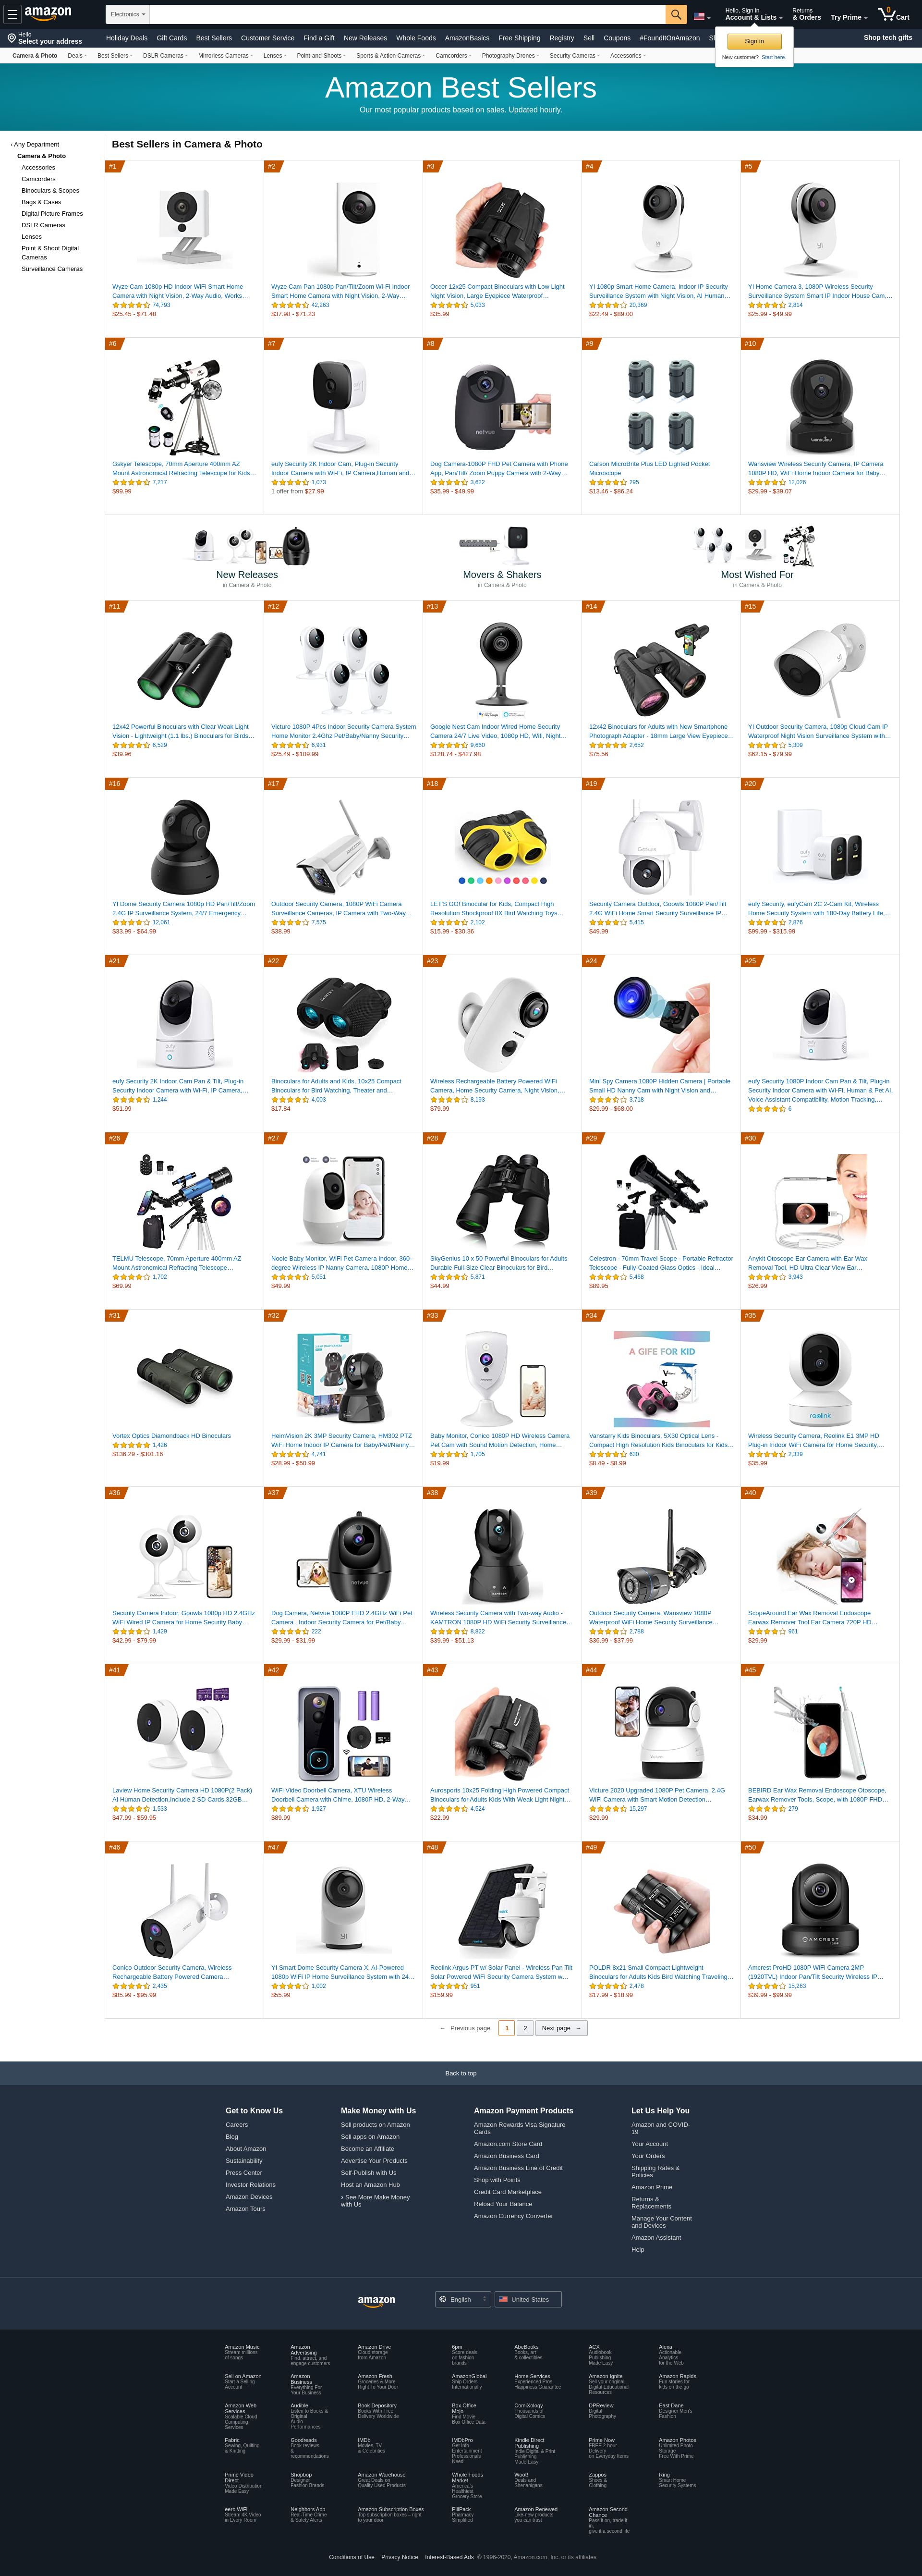 amazon
Electronics
Hello, Sign in
Account & Lists
Returns
& Orders
Try Prime
0
Cart
Hello
Select your address
Holiday Deals Gift Cards Best Sellers Customer Service Find a Gift New Releases Whole Foods AmazonBasics Free Shipping Registry Sell Coupons #FoundItOnAmazon
Shop tech gifts
Sign in
New customer? Start here.
Camera & Photo Deals Best Sellers DSLR Cameras Mirrorless Cameras Lenses Point-and-Shoots Sports & Action Cameras Camcorders Photography Drones Security Cameras Accessories
Amazon Best Sellers
Our most popular products based on sales. Updated hourly.
‹ Any Department
Camera & Photo
Accessories
Camcorders
Binoculars & Scopes
Bags & Cases
Digital Picture Frames
DSLR Cameras
Lenses
Point & Shoot Digital
Cameras
Surveillance Cameras
Best Sellers in Camera & Photo
#1
Wyze Cam 1080p HD Indoor WiFi Smart Home
Camera with Night Vision, 2-Way Audio, Works…
74,793
$25.45 - $71.48
#2
Wyze Cam Pan 1080p Pan/Tilt/Zoom Wi-Fi Indoor
Smart Home Camera with Night Vision, 2-Way…
42,263
$37.98 - $71.23
#3
Occer 12x25 Compact Binoculars with Low Light
Night Vision, Large Eyepiece Waterproof…
5,033
$35.99
#4
YI 1080p Smart Home Camera, Indoor IP Security
Surveillance System with Night Vision, AI Human…
20,369
$22.49 - $89.00
#5
YI Home Camera 3, 1080P Wireless Security
Surveillance System Smart IP Indoor House Cam,…
2,814
$25.99 - $49.99
#6
Gskyer Telescope, 70mm Aperture 400mm AZ
Mount Astronomical Refracting Telescope for Kids…
7,217
$99.99
#7
eufy Security 2K Indoor Cam, Plug-in Security
Indoor Camera with Wi-Fi, IP Camera,Human and…
1,073
1 offer from $27.99
#8
netvue
Dog Camera-1080P FHD Pet Camera with Phone
App, Pan/Tilt/ Zoom Puppy Camera with 2-Way…
3,622
$35.99 - $49.99
#9
Carson MicroBrite Plus LED Lighted Pocket
Microscope
295
$13.46 - $86.24
#10
wansview
Wansview Wireless Security Camera, IP Camera
1080P HD, WiFi Home Indoor Camera for Baby…
12,026
$29.99 - $39.07
New Releases
in Camera & Photo
Movers & Shakers
in Camera & Photo
Most Wished For
in Camera & Photo
#11
12x42 Powerful Binoculars with Clear Weak Light
Vision - Lightweight (1.1 lbs.) Binoculars for Birds…
6,529
$39.96
#12
Victure 1080P 4Pcs Indoor Security Camera System
Home Monitor 2.4Ghz Pet/Baby/Nanny Security…
6,931
$25.49 - $109.99
#13
Google Nest Cam Indoor Wired Home Security
Camera 24/7 Live Video, 1080p HD, Wifi, Night…
9,660
$128.74 - $427.98
#14
12x42 Binoculars for Adults with New Smartphone
Photograph Adapter - 18mm Large View Eyepiece…
2,652
$75.56
#15
YI Outdoor Security Camera, 1080p Cloud Cam IP
Waterproof Night Vision Surveillance System with…
5,309
$62.15 - $79.99
#16
YI Dome Security Camera 1080p HD Pan/Tilt/Zoom
2.4G IP Surveillance System, 24/7 Emergency…
12,061
$33.99 - $64.99
#17
Outdoor Security Camera, 1080P WiFi Camera
Surveillance Cameras, IP Camera with Two-Way…
7,575
$38.99
#18
LET'S GO! Binocular for Kids, Compact High
Resolution Shockproof 8X Bird Watching Toys…
2,102
$15.99 - $30.36
#19
Security Camera Outdoor, Goowls 1080P Pan/Tilt
2.4G WiFi Home Smart Security Surveillance IP…
5,415
$49.99
#20
eufy Security, eufyCam 2C 2-Cam Kit, Wireless
Home Security System with 180-Day Battery Life,…
2,876
$99.99 - $315.99
#21
eufy Security 2K Indoor Cam Pan & Tilt, Plug-in
Security Indoor Camera with Wi-Fi, IP Camera,…
1,244
$51.99
#22
Binoculars for Adults and Kids, 10x25 Compact
Binoculars for Bird Watching, Theater and…
4,003
$17.84
#23
Wireless Rechargeable Battery Powered WiFi
Camera, Home Security Camera, Night Vision,…
8,193
$79.99
#24
Mini Spy Camera 1080P Hidden Camera | Portable
Small HD Nanny Cam with Night Vision and…
3,718
$29.99 - $68.00
#25
eufy Security 1080P Indoor Cam Pan & Tilt, Plug-in
Security Indoor Camera with Wi-Fi, Human & Pet AI,
Voice Assistant Compatibility, Motion Tracking,…
6
#26
TELMU Telescope, 70mm Aperture 400mm AZ
Mount Astronomical Refracting Telescope…
1,702
$69.99
#27
Nooie Baby Monitor, WiFi Pet Camera Indoor, 360-
degree Wireless IP Nanny Camera, 1080P Home…
5,051
$49.99
#28
SkyGenius 10 x 50 Powerful Binoculars for Adults
Durable Full-Size Clear Binoculars for Bird…
5,871
$44.99
#29
Celestron - 70mm Travel Scope - Portable Refractor
Telescope - Fully-Coated Glass Optics - Ideal…
5,468
$89.95
#30
Anykit Otoscope Ear Camera with Ear Wax
Removal Tool, HD Ultra Clear View Ear…
3,943
$26.99
#31
Vortex Optics Diamondback HD Binoculars
1,426
$136.29 - $301.16
#32
HeimVision 2K 3MP Security Camera, HM302 PTZ
WiFi Home Indoor IP Camera for Baby/Pet/Nanny…
4,741
$28.99 - $50.99
#33
Baby Monitor, Conico 1080P HD Wireless Camera
Pet Cam with Sound Motion Detection, Home…
1,705
$19.99
#34
A GIFE FOR KID
Vanstarry Kids Binoculars, 5X30 Optical Lens -
Compact High Resolution Kids Binoculars for Kids…
630
$8.49 - $8.99
#35
reolink
Wireless Security Camera, Reolink E1 3MP HD
Plug-in Indoor WiFi Camera for Home Security,…
2,339
$35.99
#36
Security Camera Indoor, Goowls 1080p HD 2.4GHz
WiFi Wired IP Camera for Home Security Baby…
1,429
$42.99 - $79.99
#37
netvue
Dog Camera, Netvue 1080P FHD 2.4GHz WiFi Pet
Camera , Indoor Security Camera for Pet/Baby…
222
$29.99 - $31.99
#38
Wireless Security Camera with Two-way Audio -
KAMTRON 1080P HD WiFi Security Surveillance…
8,822
$39.99 - $51.13
#39
Outdoor Security Camera, Wansview 1080P
Waterproof WiFi Home Security Surveillance…
2,788
$36.99 - $37.99
#40
ScopeAround Ear Wax Removal Endoscope
Earwax Remover Tool Ear Camera 720P HD…
961
$29.99
#41
Laview Home Security Camera HD 1080P(2 Pack)
AI Human Detection,Include 2 SD Cards,32GB…
1,533
$47.99 - $59.95
#42
WiFi Video Doorbell Camera, XTU Wireless
Doorbell Camera with Chime, 1080P HD, 2-Way…
1,927
$89.99
#43
Aurosports 10x25 Folding High Powered Compact
Binoculars for Adults Kids With Weak Light Night…
4,524
$22.99
#44
Victure 2020 Upgraded 1080P Pet Camera, 2.4G
WiFi Camera with Smart Motion Detection…
15,297
$29.99
#45
BEBIRD Ear Wax Removal Endoscope Otoscope,
Earwax Remover Tools, Scope, with 1080P FHD…
279
$34.99
#46
Conico Outdoor Security Camera, Wireless
Rechargeable Battery Powered Camera…
2,435
$85.99 - $95.99
#47
YI Smart Dome Security Camera X, AI-Powered
1080p WiFi IP Home Surveillance System with 24…
1,002
$55.99
#48
Reolink Argus PT w/ Solar Panel - Wireless Pan Tilt
Solar Powered WiFi Security Camera System w…
951
$159.99
#49
POLDR 8x21 Small Compact Lightweight
Binoculars for Adults Kids Bird Watching Traveling…
2,478
$17.99 - $18.99
#50
AMCREST
Amcrest ProHD 1080P WiFi Camera 2MP
(1920TVL) Indoor Pan/Tilt Security Wireless IP…
15,263
$39.99 - $99.99
← Previous page 1 2 Next page →
Back to top
Get to Know Us
Careers
Blog
About Amazon
Sustainability
Press Center
Investor Relations
Amazon Devices
Amazon Tours
Make Money with Us
Sell products on Amazon
Sell apps on Amazon
Become an Affiliate
Advertise Your Products
Self-Publish with Us
Host an Amazon Hub
› See More Make Money
with Us
Amazon Payment Products
Amazon Rewards Visa Signature
Cards
Amazon.com Store Card
Amazon Business Card
Amazon Business Line of Credit
Shop with Points
Credit Card Marketplace
Reload Your Balance
Amazon Currency Converter
Let Us Help You
Amazon and COVID-
19
Your Account
Your Orders
Shipping Rates &
Policies
Amazon Prime
Returns &
Replacements
Manage Your Content
and Devices
Amazon Assistant
Help
amazon
English
United States
Amazon Music
Stream millions
of songs
Amazon
Advertising
Find, attract, and
engage customers
Amazon Drive
Cloud storage
from Amazon
6pm
Score deals
on fashion
brands
AbeBooks
Books, art
& collectibles
ACX
Audiobook
Publishing
Made Easy
Alexa
Actionable
Analytics
for the Web
Sell on Amazon
Start a Selling
Account
Amazon
Business
Everything For
Your Business
Amazon Fresh
Groceries & More
Right To Your Door
AmazonGlobal
Ship Orders
Internationally
Home Services
Experienced Pros
Happiness Guarantee
Amazon Ignite
Sell your original
Digital Educational
Resources
Amazon Rapids
Fun stories for
kids on the go
Amazon Web
Services
Scalable Cloud
Computing
Services
Audible
Listen to Books &
Original
Audio
Performances
Book Depository
Books With Free
Delivery Worldwide
Box Office
Mojo
Find Movie
Box Office Data
ComiXology
Thousands of
Digital Comics
DPReview
Digital
Photography
East Dane
Designer Men's
Fashion
Fabric
Sewing, Quilting
& Knitting
Goodreads
Book reviews
&
recommendations
IMDb
Movies, TV
& Celebrities
IMDbPro
Get Info
Entertainment
Professionals
Need
Kindle Direct
Publishing
Indie Digital & Print
Publishing
Made Easy
Prime Now
FREE 2-hour
Delivery
on Everyday Items
Amazon Photos
Unlimited Photo
Storage
Free With Prime
Prime Video
Direct
Video Distribution
Made Easy
Shopbop
Designer
Fashion Brands
Amazon Warehouse
Great Deals on
Quality Used Products
Whole Foods
Market
America's
Healthiest
Grocery Store
Woot!
Deals and
Shenanigans
Zappos
Shoes &
Clothing
Ring
Smart Home
Security Systems
eero WiFi
Stream 4K Video
in Every Room
Neighbors App
Real-Time Crime
& Safety Alerts
Amazon Subscription Boxes
Top subscription boxes – right
to your door
PillPack
Pharmacy
Simplified
Amazon Renewed
Like-new products
you can trust
Amazon Second
Chance
Pass it on, trade it
in,
give it a second life
Conditions of Use Privacy Notice Interest-Based Ads © 1996-2020, Amazon.com, Inc. or its affiliates